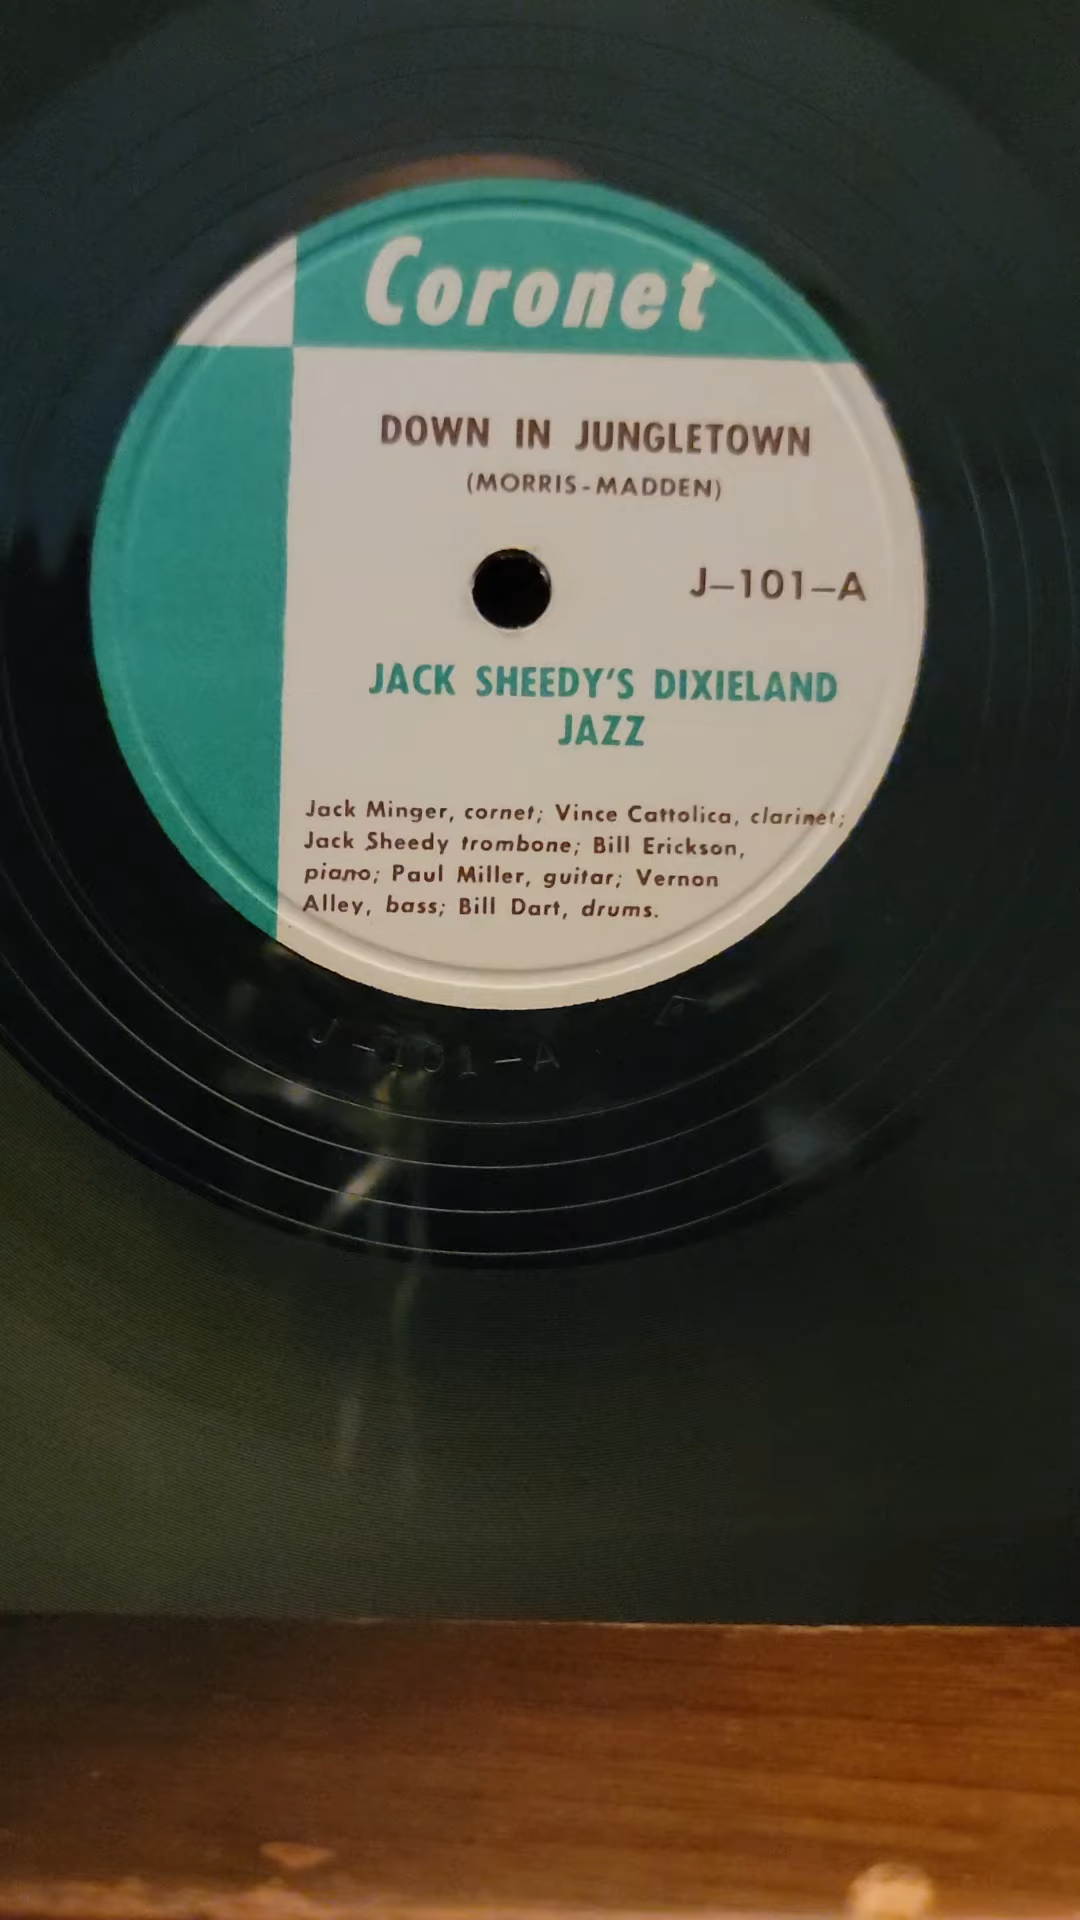 Coronet
DOWN IN JUNGLETOWN
(MORRIS-MADDEN)
J-101-A
JACK SHEEDY'S DIXIELAND
JAZZ
Jack Minger, cornet; Vince Cattolica, clarinet;
Jack Sheedy trombone; Bill Erickson,
piano; Paul Miller, guitar; Vernon
Alley, bass; Bill Dart, drums.
J-101-A